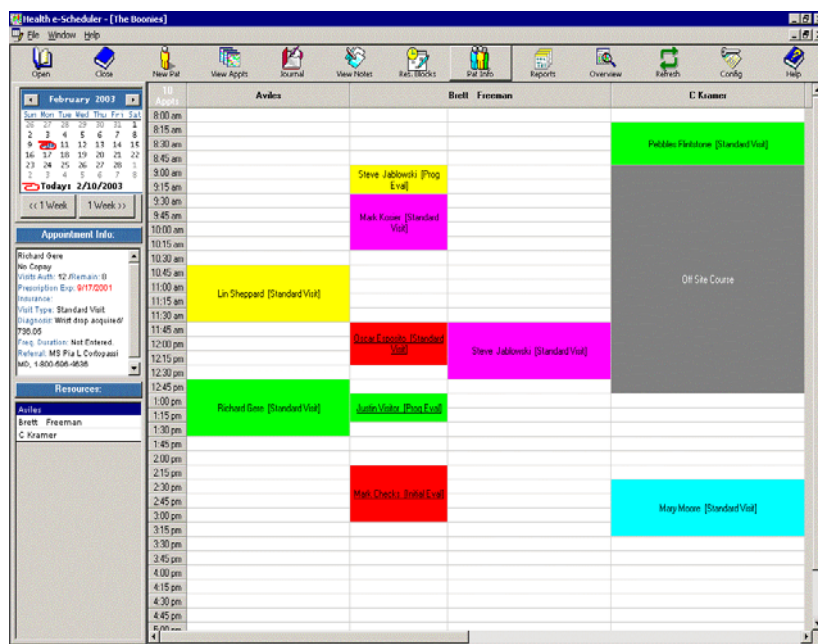 Health e-Scheduler - [The Boonies]
File Window Help
Open Close New Pat View Appts Journal View Notes Res. Blocks Pat Info Reports Overview Refresh Config Help
February 2003
Sun Mon Tue Wed Thu Fri Sat
26 27 28 29 30 31 1
2 3 4 5 6 7 8
9 10 11 12 13 14 15
16 17 18 19 20 21 22
23 24 25 26 27 28 1
2 3 4 5 6 7 8
Today: 2/10/2003
<< 1 Week 1 Week >>
Appointment Info:
Richard Gere
No Copay
Visits Auth: 12 /Remain: 0
Prescription Exp: 9/17/2001
Insurance:
Visit Type: Standard Visit
Diagnosis: Wrist drop acquired/
736.05
Freq. Duration: Not Entered.
Referral: MS Pia L Cortopassi
MD, 1-800-696-4636
Resources:
Aviles
Brett Freeman
C Kramer
10
Appts
Aviles Brett Freeman C Kramer
8:00 am
8:15 am
8:30 am
8:45 am
9:00 am
9:15 am
9:30 am
9:45 am
10:00 am
10:15 am
10:30 am
10:45 am
11:00 am
11:15 am
11:30 am
11:45 am
12:00 pm
12:15 pm
12:30 pm
12:45 pm
1:00 pm
1:15 pm
1:30 pm
1:45 pm
2:00 pm
2:15 pm
2:30 pm
2:45 pm
3:00 pm
3:15 pm
3:30 pm
3:45 pm
4:00 pm
4:15 pm
4:30 pm
4:45 pm
5:00 pm
Lin Sheppard [Standard Visit]
Richard Gere [Standard Visit]
Steve Jablowski [Prog
Eval]
Mark Kosier [Standard
Visit]
Oscar Esposito [Standard
Visit]
Justin Visitor [Prog Eval]
Mark Checks [Initial Eval]
Steve Jablowski [Standard Visit]
Pebbles Flintstone [Standard Visit]
Off Site Course
Mary Moore [Standard Visit]